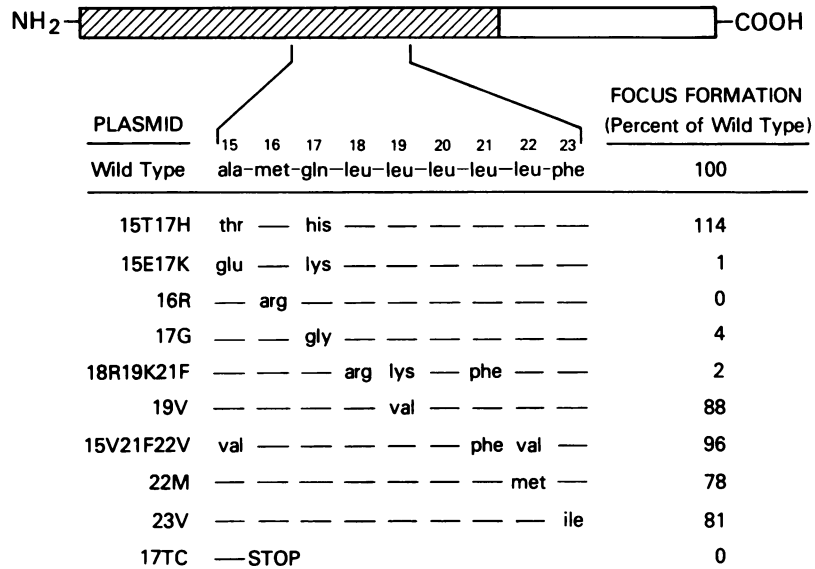 NH2 COOH
FOCUS FORMATION
PLASMID (Percent of Wild Type)
15 16 17 18 19 20 21 22 23
Wild Type ala–met–gln–leu–leu–leu–leu–leu–phe 100
15T17H thr — his — — — — — — 114
15E17K glu — lys — — — — — — 1
16R — arg — — — — — — — 0
17G — — gly — — — — — — 4
18R19K21F — — — arg lys — phe — — 2
19V — — — — val — — — — 88
15V21F22V val — — — — — phe val — 96
22M — — — — — — — met — 78
23V — — — — — — — — ile 81
17TC —STOP 0